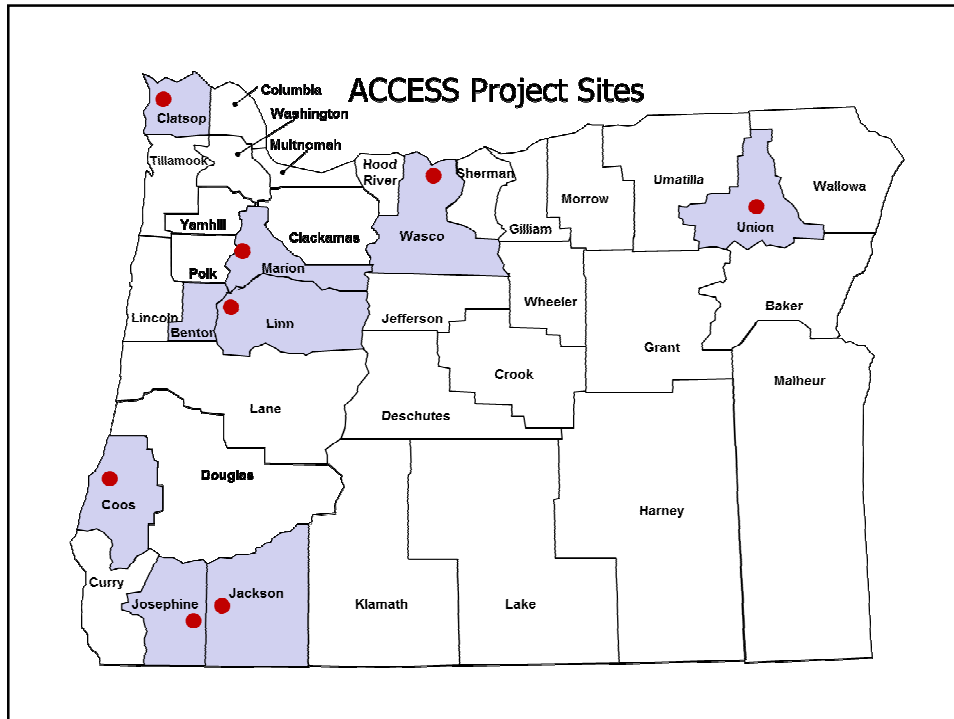 ACCESS Project Sites
Columbia
Washington
Multnomah
Clatsop
Tillamook
Hood
River
Sherman
Umatilla
Wallowa
Morrow
Union
Gilliam
Yamhill
Clackamas
Wasco
Marion
Polk
Wheeler
Baker
Lincoln
Benton
Linn
Jefferson
Grant
Crook
Malheur
Lane
Deschutes
Douglas
Coos
Harney
Curry
Josephine
Jackson
Klamath
Lake